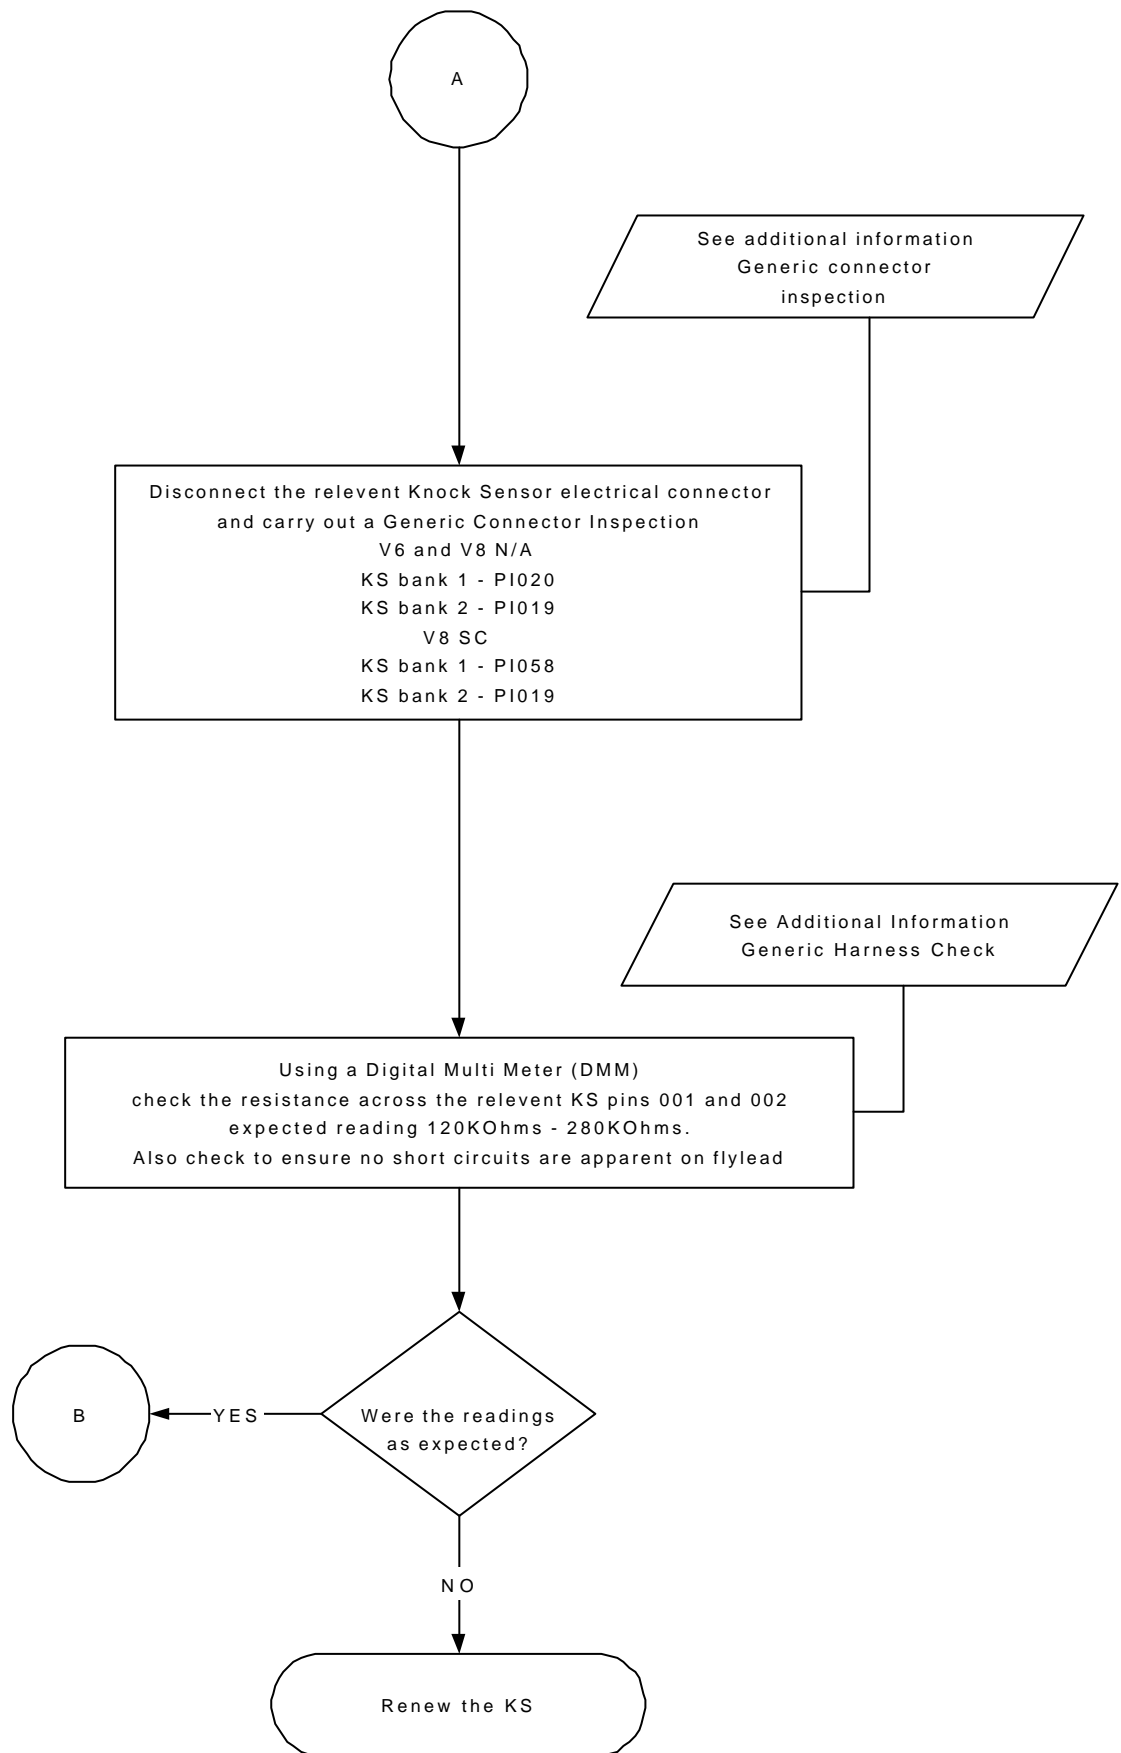 A
See additional information
Generic connector
inspection
Disconnect the relevent Knock Sensor electrical connector
and carry out a Generic Connector Inspection
V6 and V8 N/A
KS bank 1 - PI020
KS bank 2 - PI019
V8 SC
KS bank 1 - PI058
KS bank 2 - PI019
See Additional Information
Generic Harness Check
Using a Digital Multi Meter (DMM)
check the resistance across the relevent KS pins 001 and 002
expected reading 120KOhms - 280KOhms.
Also check to ensure no short circuits are apparent on flylead
Were the readings
as expected?
YES
B
NO
Renew the KS